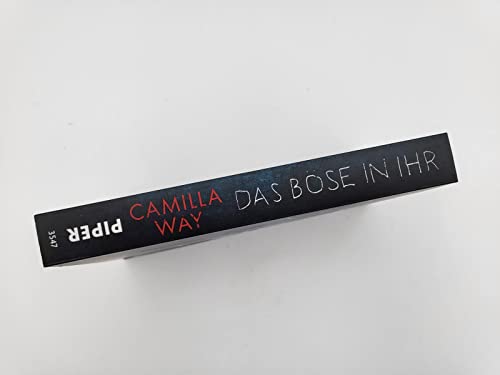 CAMILLA
WAY
DAS BÖSE IN IHR
PIPER
3547